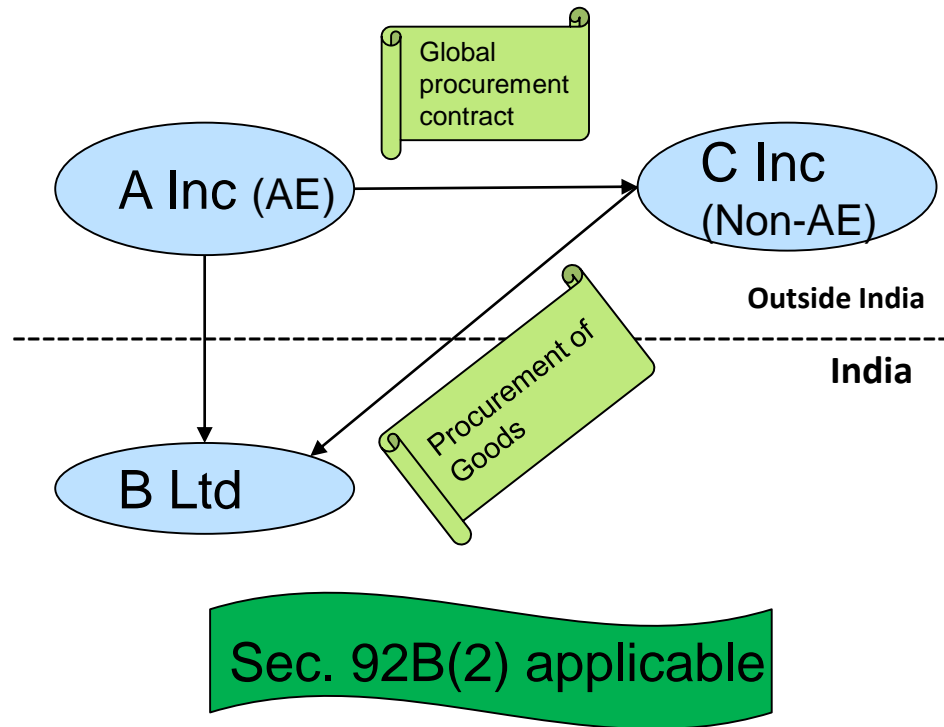 Global
procurement
contract
A Inc (AE)
C Inc
(Non-AE)
Outside India
India
Procurement of
Goods
B Ltd
Sec. 92B(2) applicable